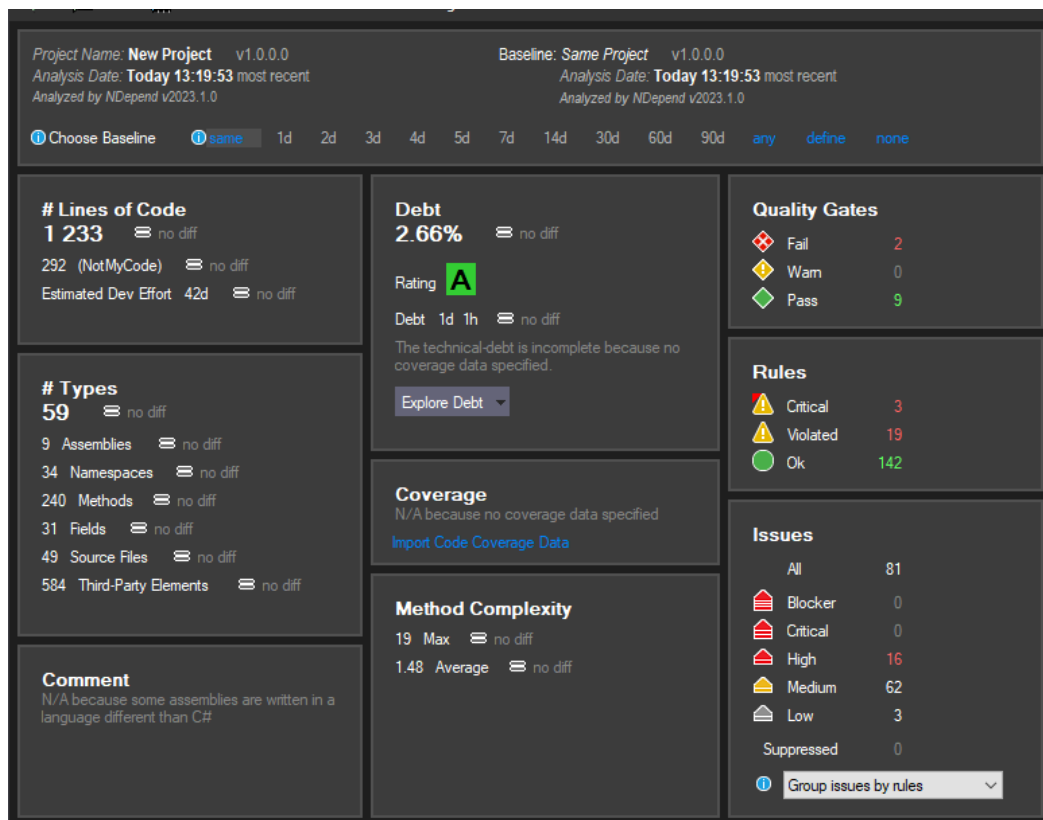 Project Name: New Project v1.0.0.0
Analysis Date: Today 13:19:53 most recent
Analyzed by NDepend v2023.1.0
Baseline: Same Project v1.0.0.0
Analysis Date: Today 13:19:53 most recent
Analyzed by NDepend v2023.1.0
Choose Baseline same 1d 2d 3d 4d 5d 7d 14d 30d 60d 90d any define none
# Lines of Code
1 233 no diff
292 (NotMyCode) no diff
Estimated Dev Effort 42d no diff
# Types
59 no diff
9 Assemblies no diff
34 Namespaces no diff
240 Methods no diff
31 Fields no diff
49 Source Files no diff
584 Third-Party Elements no diff
Comment
N/A because some assemblies are written in a
language different than C#
Debt
2.66% no diff
Rating A
Debt 1d 1h no diff
The technical-debt is incomplete because no
coverage data specified.
Explore Debt
Coverage
N/A because no coverage data specified
Import Code Coverage Data
Method Complexity
19 Max no diff
1.48 Average no diff
Quality Gates
Fail 2
Warn 0
Pass 9
Rules
Critical 3
Violated 19
Ok 142
Issues
All 81
Blocker 0
Critical 0
High 16
Medium 62
Low 3
Suppressed 0
Group issues by rules